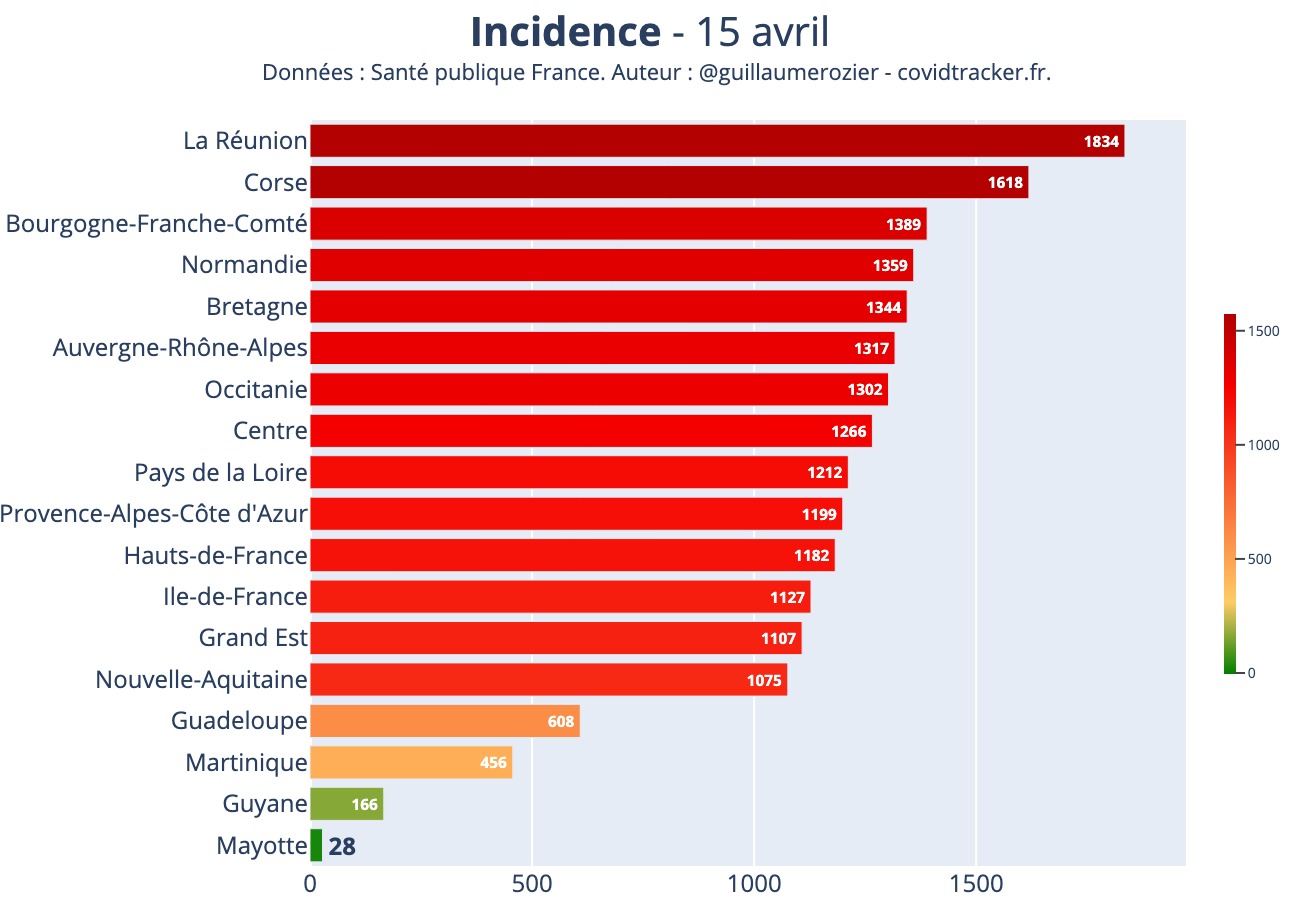 Incidence - 15 avril
Données : Santé publique France. Auteur : @guillaumerozier - covidtracker.fr.
La Réunion 1834
Corse 1618
Bourgogne-Franche-Comté 1389
Normandie 1359
Bretagne 1344
Auvergne-Rhône-Alpes 1317
Occitanie 1302
Centre 1266
Pays de la Loire 1212
Provence-Alpes-Côte d'Azur 1199
Hauts-de-France 1182
Ile-de-France 1127
Grand Est 1107
Nouvelle-Aquitaine 1075
Guadeloupe 608
Martinique 456
Guyane 166
Mayotte 28
0 500 1000 1500
1500
1000
500
0